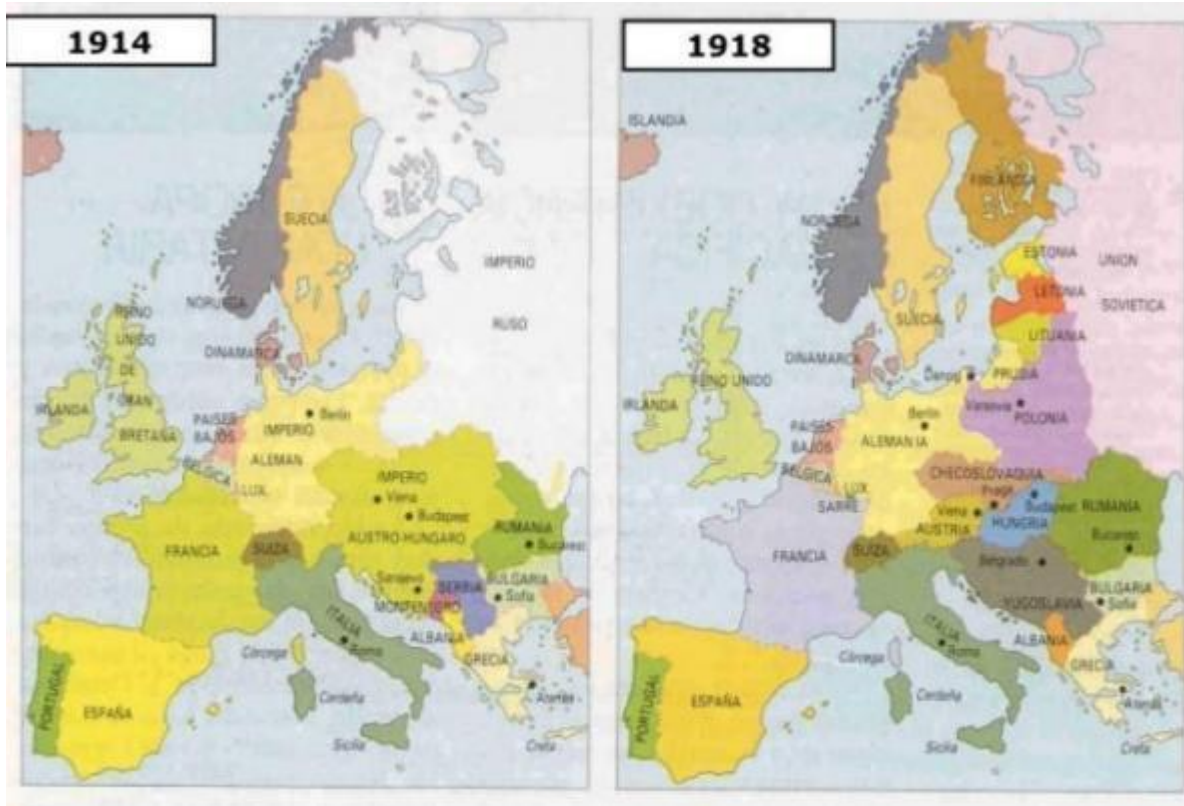 1914
SUECIA
IMPERIO
RUSO
NORUEGA
REINO
UNIDO
DE
GRAN
BRETAÑA
IRLANDA
DINAMARCA
PAISES
BAJOS
BELGICA
LUX.
Berlin
IMPERIO
ALEMAN
IMPERIO
Viena
Budapest
AUSTRO-HUNGARO
RUMANIA
Bucarest
FRANCIA
SUIZA
Sarajevo
SERBIA
BULGARIA
Sofía
MONTENEGRO
ITALIA
Roma
ALBANIA
GRECIA
Atenas
Córcega
Cerdeña
PORTUGAL
ESPAÑA
Sicilia
Creta
1918
ISLANDIA
FINLANDIA
NORUEGA
SUECIA
ESTONIA
UNION
SOVIETICA
LETONIA
LITUANIA
DINAMARCA
Danzig
PRUSIA
REINO UNIDO
IRLANDA
Varsovia
POLONIA
Berlin
PAISES
BAJOS
ALEMANIA
BELGICA
LUX.
SARRE
CHECOSLOVAQUIA
Praga
Viena
Budapest
AUSTRIA
HUNGRIA
RUMANIA
Bucarest
FRANCIA
SUIZA
Belgrado
YUGOSLAVIA
BULGARIA
Sofía
ITALIA
Roma
ALBANIA
GRECIA
Atenas
Córcega
Cerdeña
PORTUGAL
ESPAÑA
Sicilia
Creta